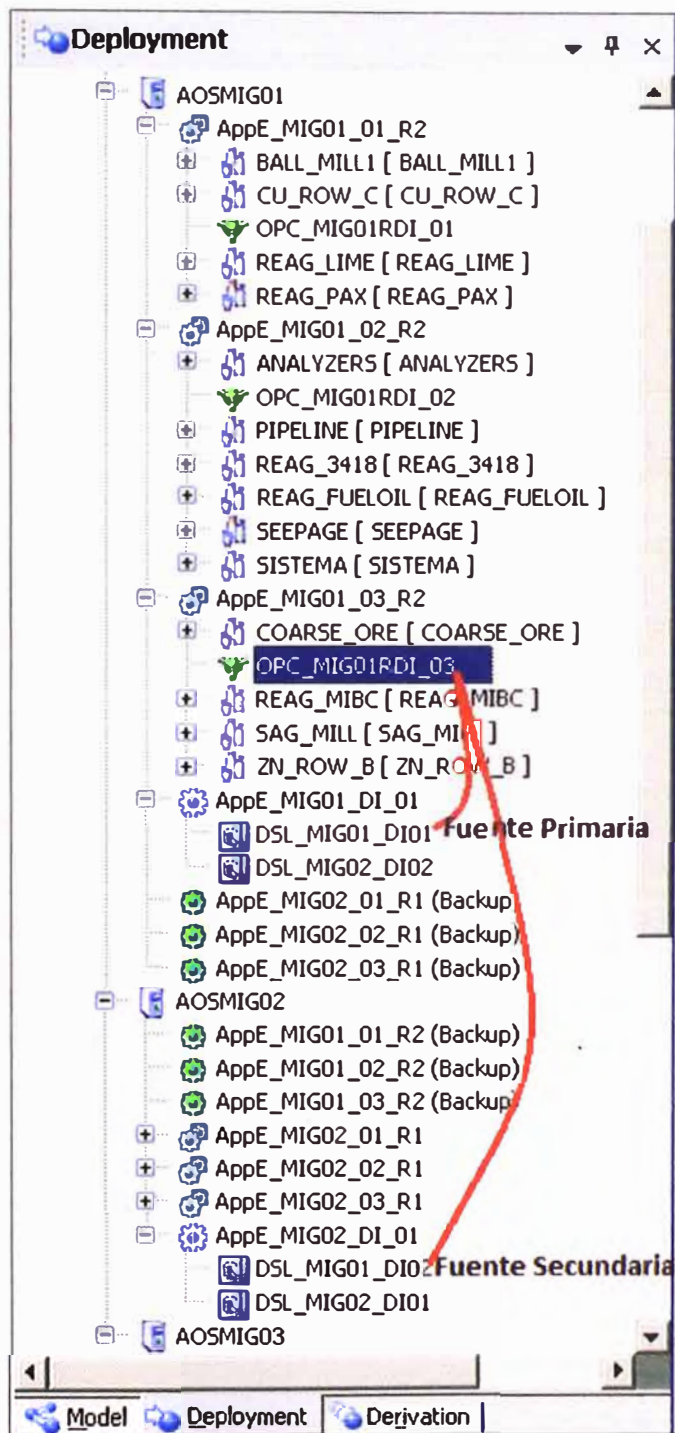 Deployment
AOSMIG01
AppE_MIG01_01_R2
BALL_MILL1 [ BALL_MILL1 ]
CU_ROW_C [ CU_ROW_C ]
OPC_MIG01RDI_01
REAG_LIME [ REAG_LIME ]
REAG_PAX [ REAG_PAX ]
AppE_MIG01_02_R2
ANALYZERS [ ANALYZERS ]
OPC_MIG01RDI_02
PIPELINE [ PIPELINE ]
REAG_3418 [ REAG_3418 ]
REAG_FUELOIL [ REAG_FUELOIL ]
SEEPAGE [ SEEPAGE ]
SISTEMA [ SISTEMA ]
AppE_MIG01_03_R2
COARSE_ORE [ COARSE_ORE ]
OPC_MIG01RDI_03
REAG_MIBC [ REAG_MIBC ]
SAG_MILL [ SAG_MILL ]
ZN_ROW_B [ ZN_ROW_B ]
AppE_MIG01_DI_01
DSL_MIG01_DI01 Fuente Primaria
DSL_MIG02_DI02
AppE_MIG02_01_R1 (Backup)
AppE_MIG02_02_R1 (Backup)
AppE_MIG02_03_R1 (Backup)
AOSMIG02
AppE_MIG01_01_R2 (Backup)
AppE_MIG01_02_R2 (Backup)
AppE_MIG01_03_R2 (Backup)
AppE_MIG02_01_R1
AppE_MIG02_02_R1
AppE_MIG02_03_R1
AppE_MIG02_DI_01
DSL_MIG01_DI02 Fuente Secundaria
DSL_MIG02_DI01
AOSMIG03
Model Deployment Derivation